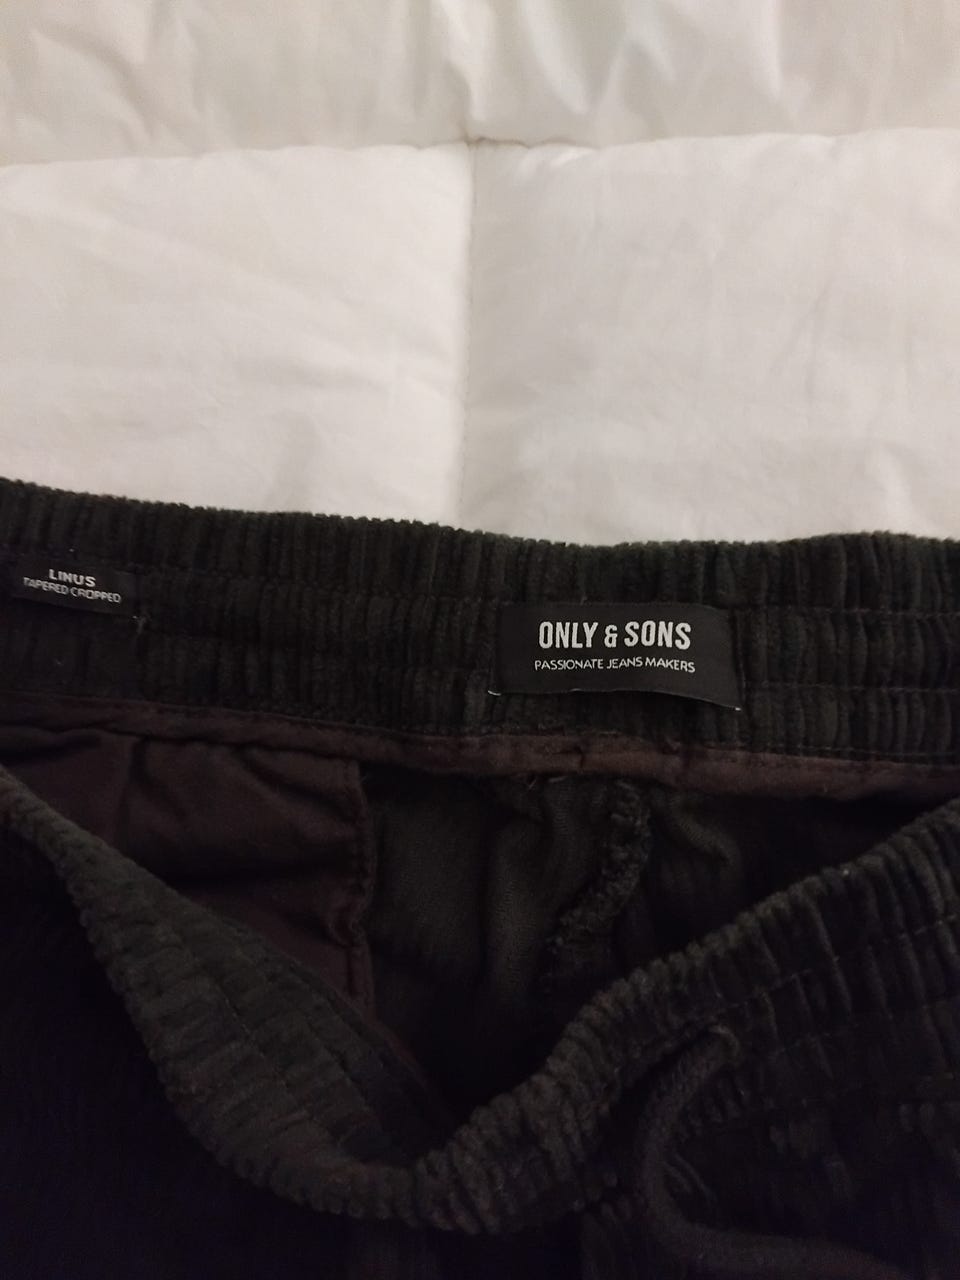 LINUS
TAPERED CROPPED
ONLY & SONS
PASSIONATE JEANS MAKERS